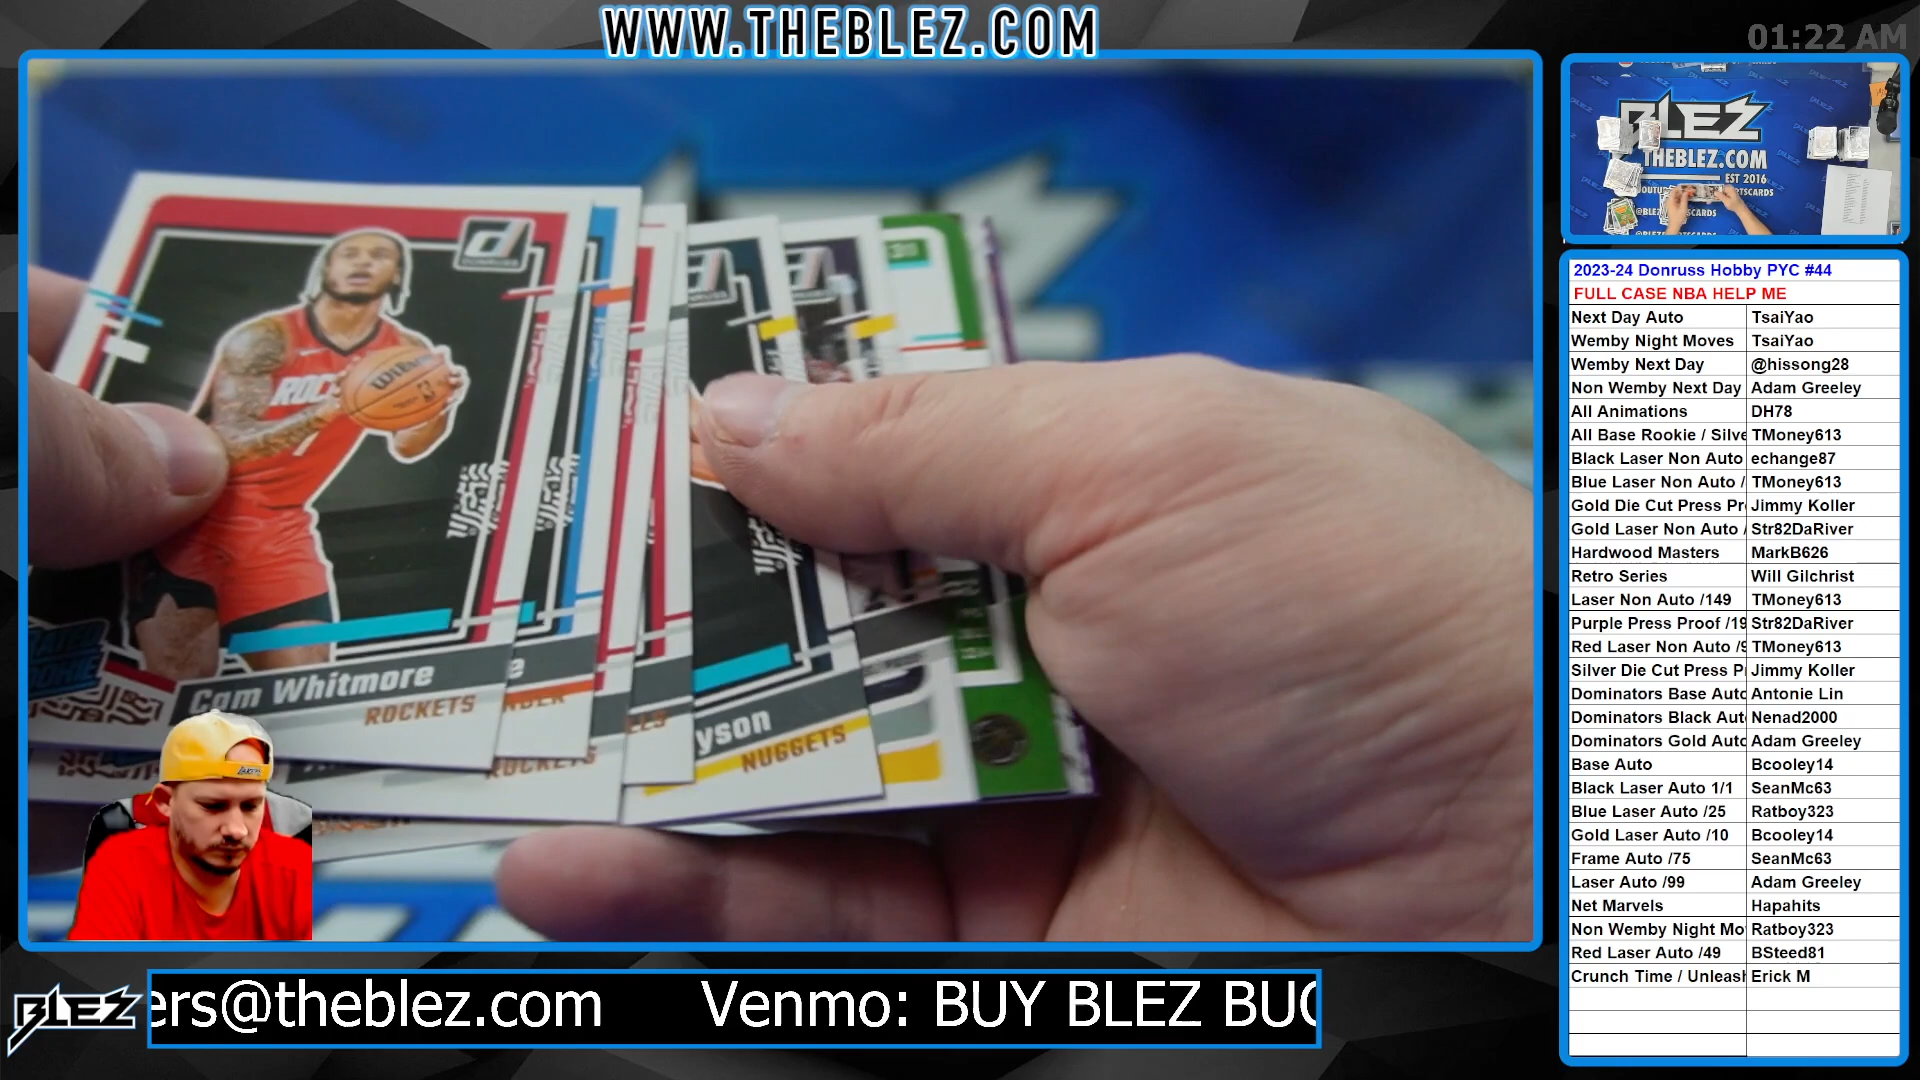 WWW.THEBLEZ.COM
01:22 AM
BLEZ
THEBLEZ.COM
EST 2016
2023-24 Donruss Hobby PYC #44
FULL CASE NBA HELP ME
Next Day Auto TsaiYao
Wemby Night Moves TsaiYao
Wemby Next Day @hissong28
Non Wemby Next Day Adam Greeley
All Animations DH78
All Base Rookie / Silve TMoney613
Black Laser Non Auto echange87
Blue Laser Non Auto / TMoney613
Gold Die Cut Press Pr Jimmy Koller
Gold Laser Non Auto / Str82DaRiver
Hardwood Masters MarkB626
Retro Series Will Gilchrist
Laser Non Auto /149 TMoney613
Purple Press Proof /19 Str82DaRiver
Red Laser Non Auto /9 TMoney613
Silver Die Cut Press P Jimmy Koller
Dominators Base Auto Antonie Lin
Dominators Black Aut Nenad2000
Dominators Gold Auto Adam Greeley
Base Auto Bcooley14
Black Laser Auto 1/1 SeanMc63
Blue Laser Auto /25 Ratboy323
Gold Laser Auto /10 Bcooley14
Frame Auto /75 SeanMc63
Laser Auto /99 Adam Greeley
Net Marvels Hapahits
Non Wemby Night Mo Ratboy323
Red Laser Auto /49 BSteed81
Crunch Time / Unleash Erick M
d
DONRUSS
ROC
Wilson
Cam Whitmore
ROCKETS
ROCKETS
yson
NUGGETS
BLEZ
ers@theblez.com Venmo: BUY BLEZ BUC